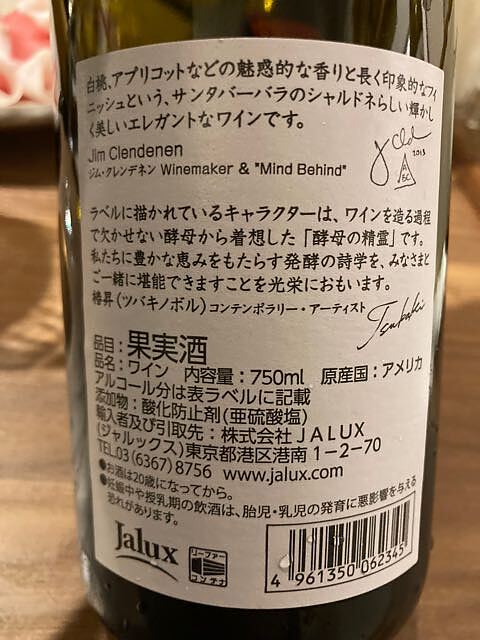 白桃、アプリコットなどの魅惑的な香りと長く印象的なフィ
ニッシュという、サンタバーバラのシャルドネらしい輝かし
く美しいエレガントなワインです。
Jim Clendenen
ジム・クレンデネン Winemaker & "Mind Behind"
2013
ABC
ラベルに描かれているキャラクターは、ワインを造る過程
で欠かせない酵母から着想した「酵母の精霊」です。
私たちに豊かな恵みをもたらす発酵の詩学を、みなさまと
ご一緒に堪能できますことを光栄におもいます。
椿昇(ツバキノボル)コンテンポラリー・アーティスト
Tsubaki
品目:果実酒
品名:ワイン 内容量:750ml 原産国:アメリカ
アルコール分は表ラベルに記載
添加物:酸化防止剤(亜硫酸塩)
輸入者及び引取先:株式会社JALUX
(ジャルックス)東京都港区港南1-2-70
TEL.03(6367)8756 www.jalux.com
●お酒は20歳になってから。
●妊娠中や授乳期の飲酒は、胎児・乳児の発育に悪影響を与える
恐れがあります。
Jalux
リーファー
コンテナ
4 961350 062345